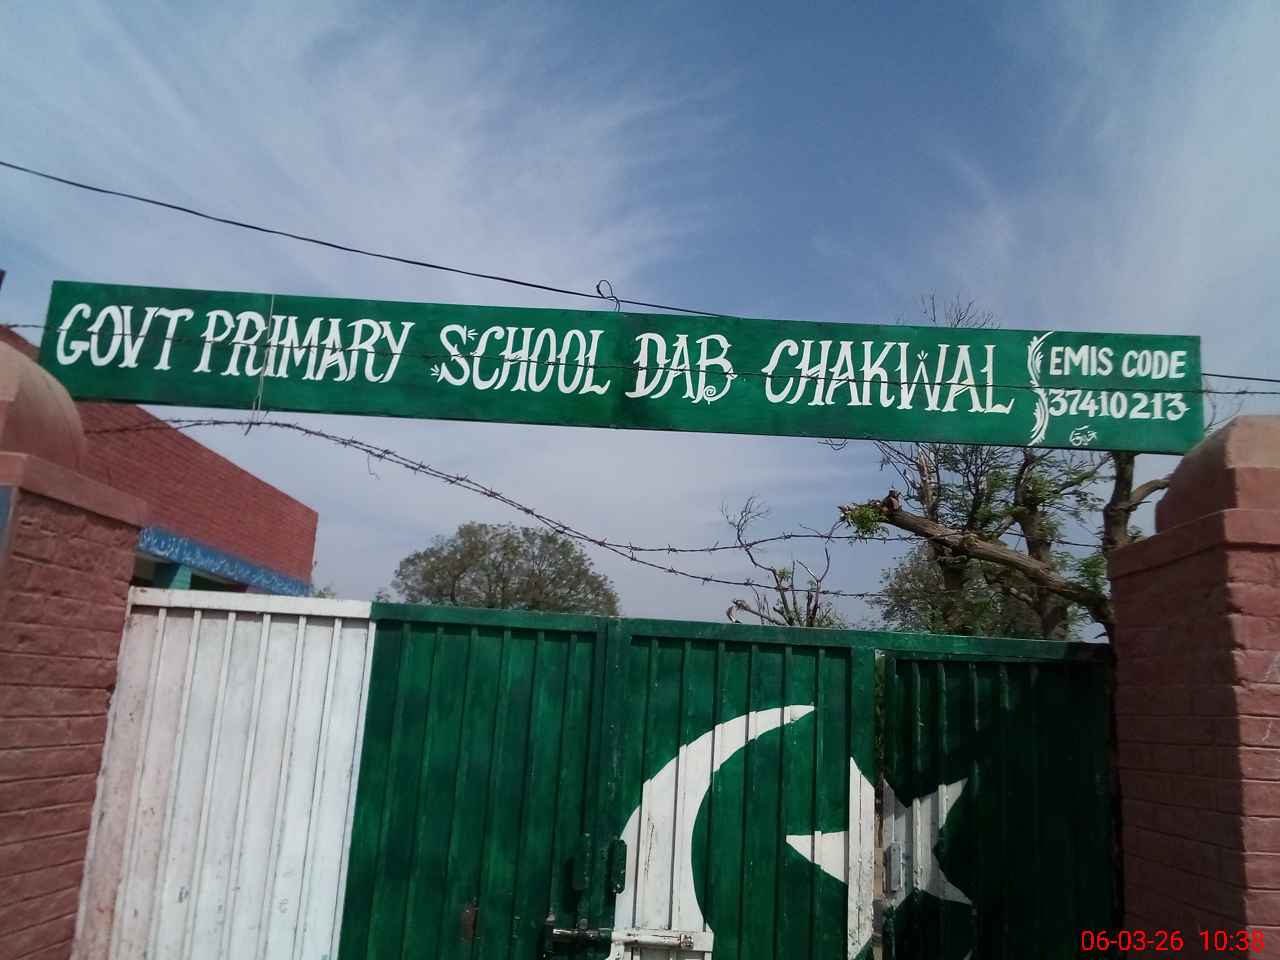 GOVT PRIMARY SCHOOL DAB CHAKWAL
EMIS CODE
37410213
06-03-26 10:38